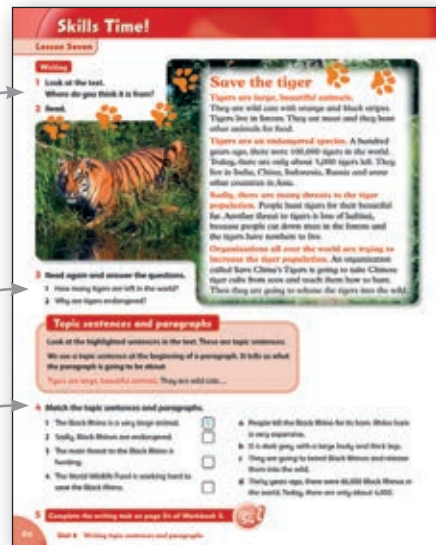 Skills Time!
Lesson Seven
Writing
1 Look at the text.
Where do you think it is from?
2 Read.
Save the tiger
Tigers are large, beautiful animals.
They are wild cats with orange and black stripes.
Tigers live in forests. They eat meat and they hunt
other animals for food.
Tigers are an endangered species. A hundred
years ago, there were 100,000 tigers in the world.
Today, there are only about 5,000 tigers left. They
live in India, China, Indonesia, Russia and some
other countries in Asia.
Sadly, there are many threats to the tiger
population. People hunt tigers for their beautiful
fur. Another threat to tigers is loss of habitat,
because people cut down trees in the forests and
the tigers have nowhere to live.
Organizations all over the world are trying to
increase the tiger population. An organization
called Save China's Tigers is going to take Chinese
tiger cubs from zoos and teach them how to hunt.
Then they are going to release the tigers into the wild.
3 Read again and answer the questions.
1 How many tigers are left in the world?
2 Why are tigers endangered?
Topic sentences and paragraphs
Look at the highlighted sentences in the text. These are topic sentences.
We use a topic sentence at the beginning of a paragraph. It tells us what
the paragraph is going to be about.
Tigers are large, beautiful animals. They are wild cats ...
4 Match the topic sentences and paragraphs.
1 The Black Rhino is a very large animal.
2 Sadly, Black Rhinos are endangered.
3 The main threat to the Black Rhino is
hunting.
4 The World Wildlife Fund is working hard to
save the Black Rhino.
a People kill the Black Rhino for its horn. Rhino horn
is very expensive.
b It is dark grey with a large body and thick legs.
c They are going to breed Black Rhinos and release
them into the wild.
d Thirty years ago, there were 65,000 Black Rhinos in
the world. Today, there are only about 4,000.
5 Complete the writing task on page 54 of Workbook 5.
54
Unit 6 Writing topic sentences and paragraphs